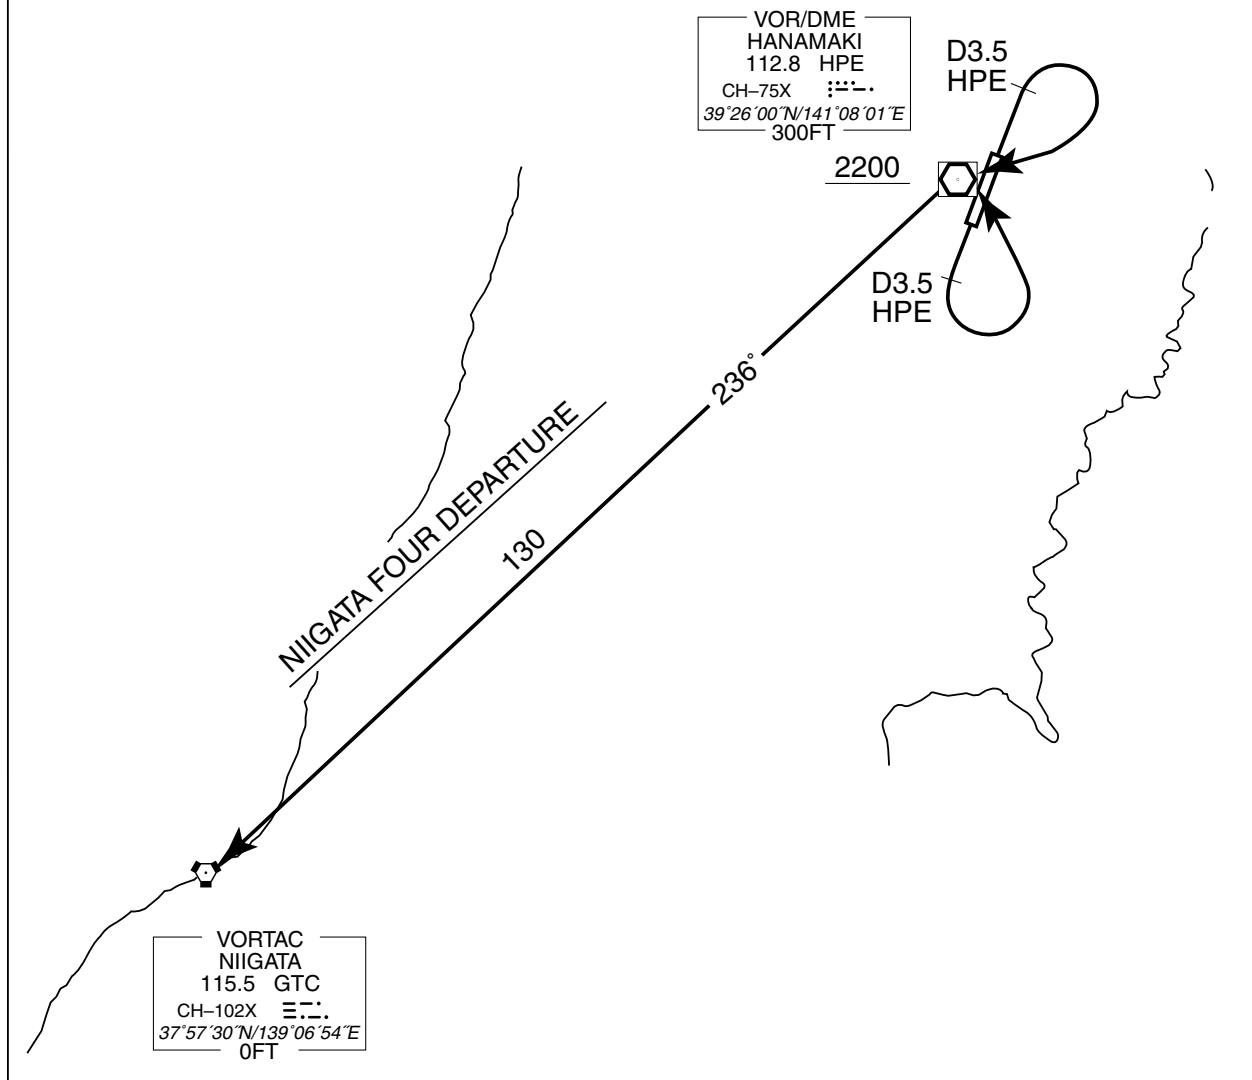 VOR/DME
HANAMAKI
112.8 HPE
CH–75X
39°26´00˝N/141°08´01˝E
300FT
D3.5
HPE
2200
D3.5
HPE
236°
NIIGATA FOUR DEPARTURE
130
VORTAC
NIIGATA
115.5 GTC
CH–102X
37°57´30˝N/139°06´54˝E
0FT